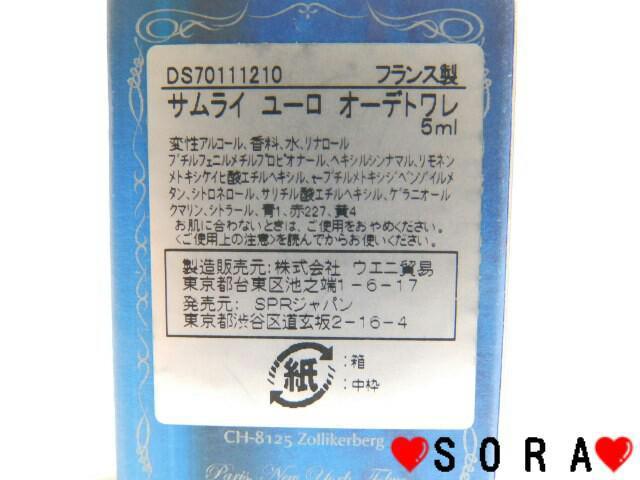 DS70111210 フランス製
サムライ ユーロ オーデトワレ
5ml
変性アルコール、香料、水、リナロール
ブチルフェニルメチルプロピオナール、ヘキシルシンナマル、リモネン
メトキシケイヒ酸エチルヘキシル、t-ブチルメトキシジベンゾイルメ
タン、シトロネロール、サリチル酸エチルヘキシル、ゲラニオール
クマリン、シトラール、青1、赤227、黄4
お肌に合わないときは、ご使用をおやめください。
〈ご使用上の注意〉を読んでからお使いください。
製造販売元:株式会社 ウエニ貿易
東京都台東区池之端1-6-17
発売元: SPRジャパン
東京都渋谷区道玄坂2-16-4
紙 :箱
:中枠
CH-8125 Zollikerberg
Paris New York Tokyo
♥SORA♥